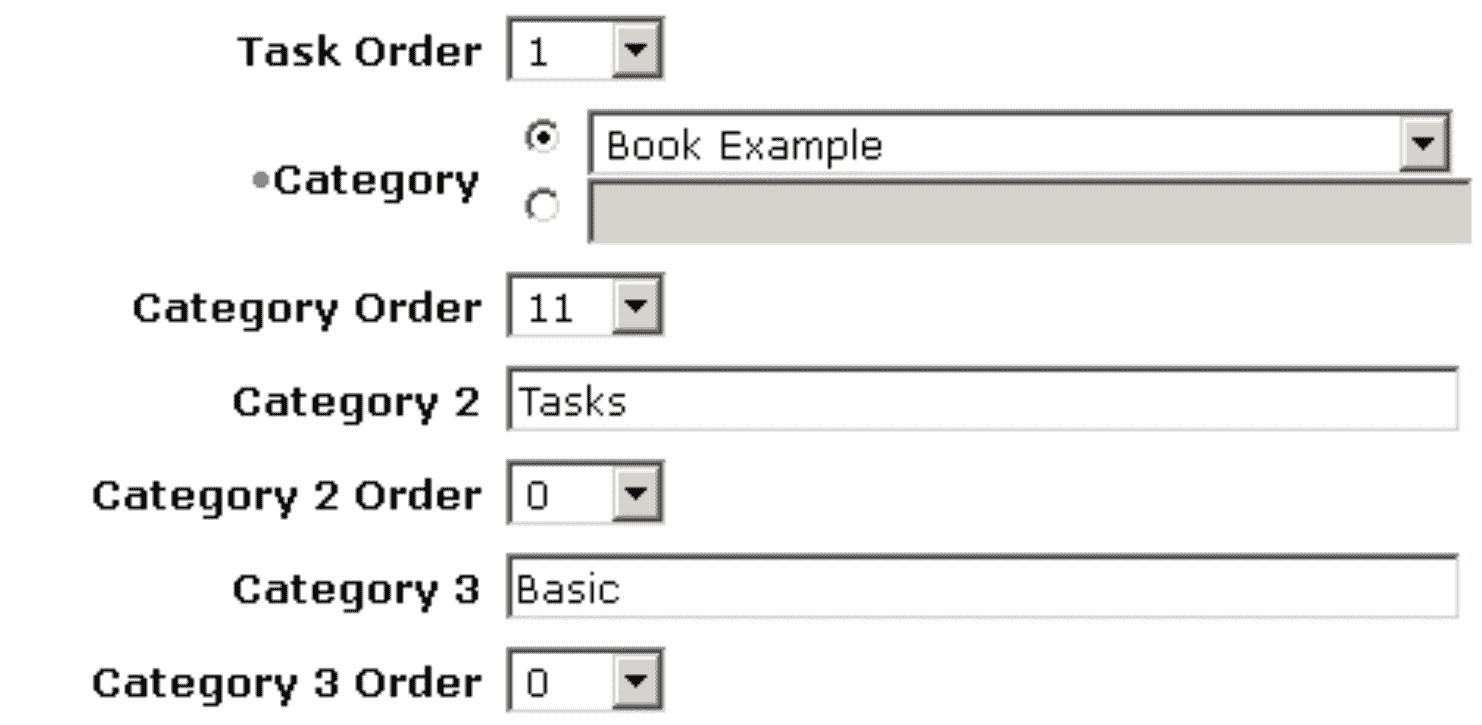 Task Order 1
•Category Book Example
Category Order 11
Category 2 Tasks
Category 2 Order 0
Category 3 Basic
Category 3 Order 0